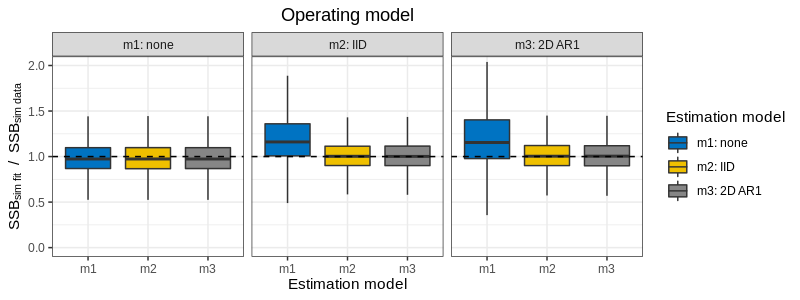 Operating model
m1: none
m2: IID
m3: 2D AR1
SSBsim fit / SSBsim data
2.0
1.5
1.0
0.5
0.0
m1 m2 m3
m1 m2 m3
m1 m2 m3
Estimation model
Estimation model
m1: none
m2: IID
m3: 2D AR1